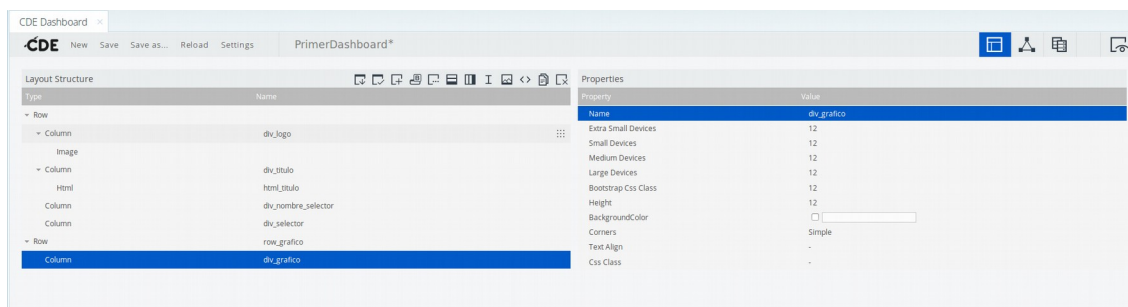 CDE Dashboard ×
CDE New Save Save as... Reload Settings PrimerDashboard*
Layout Structure
Type Name
Row
Column div_logo
Image
Column div_titulo
Html html_titulo
Column div_nombre_selector
Column div_selector
Row row_grafico
Column div_grafico
Properties
Property Value
Name div_grafico
Extra Small Devices 12
Small Devices 12
Medium Devices 12
Large Devices 12
Bootstrap Css Class 12
Height 12
BackgroundColor
Corners Simple
Text Align -
Css Class -